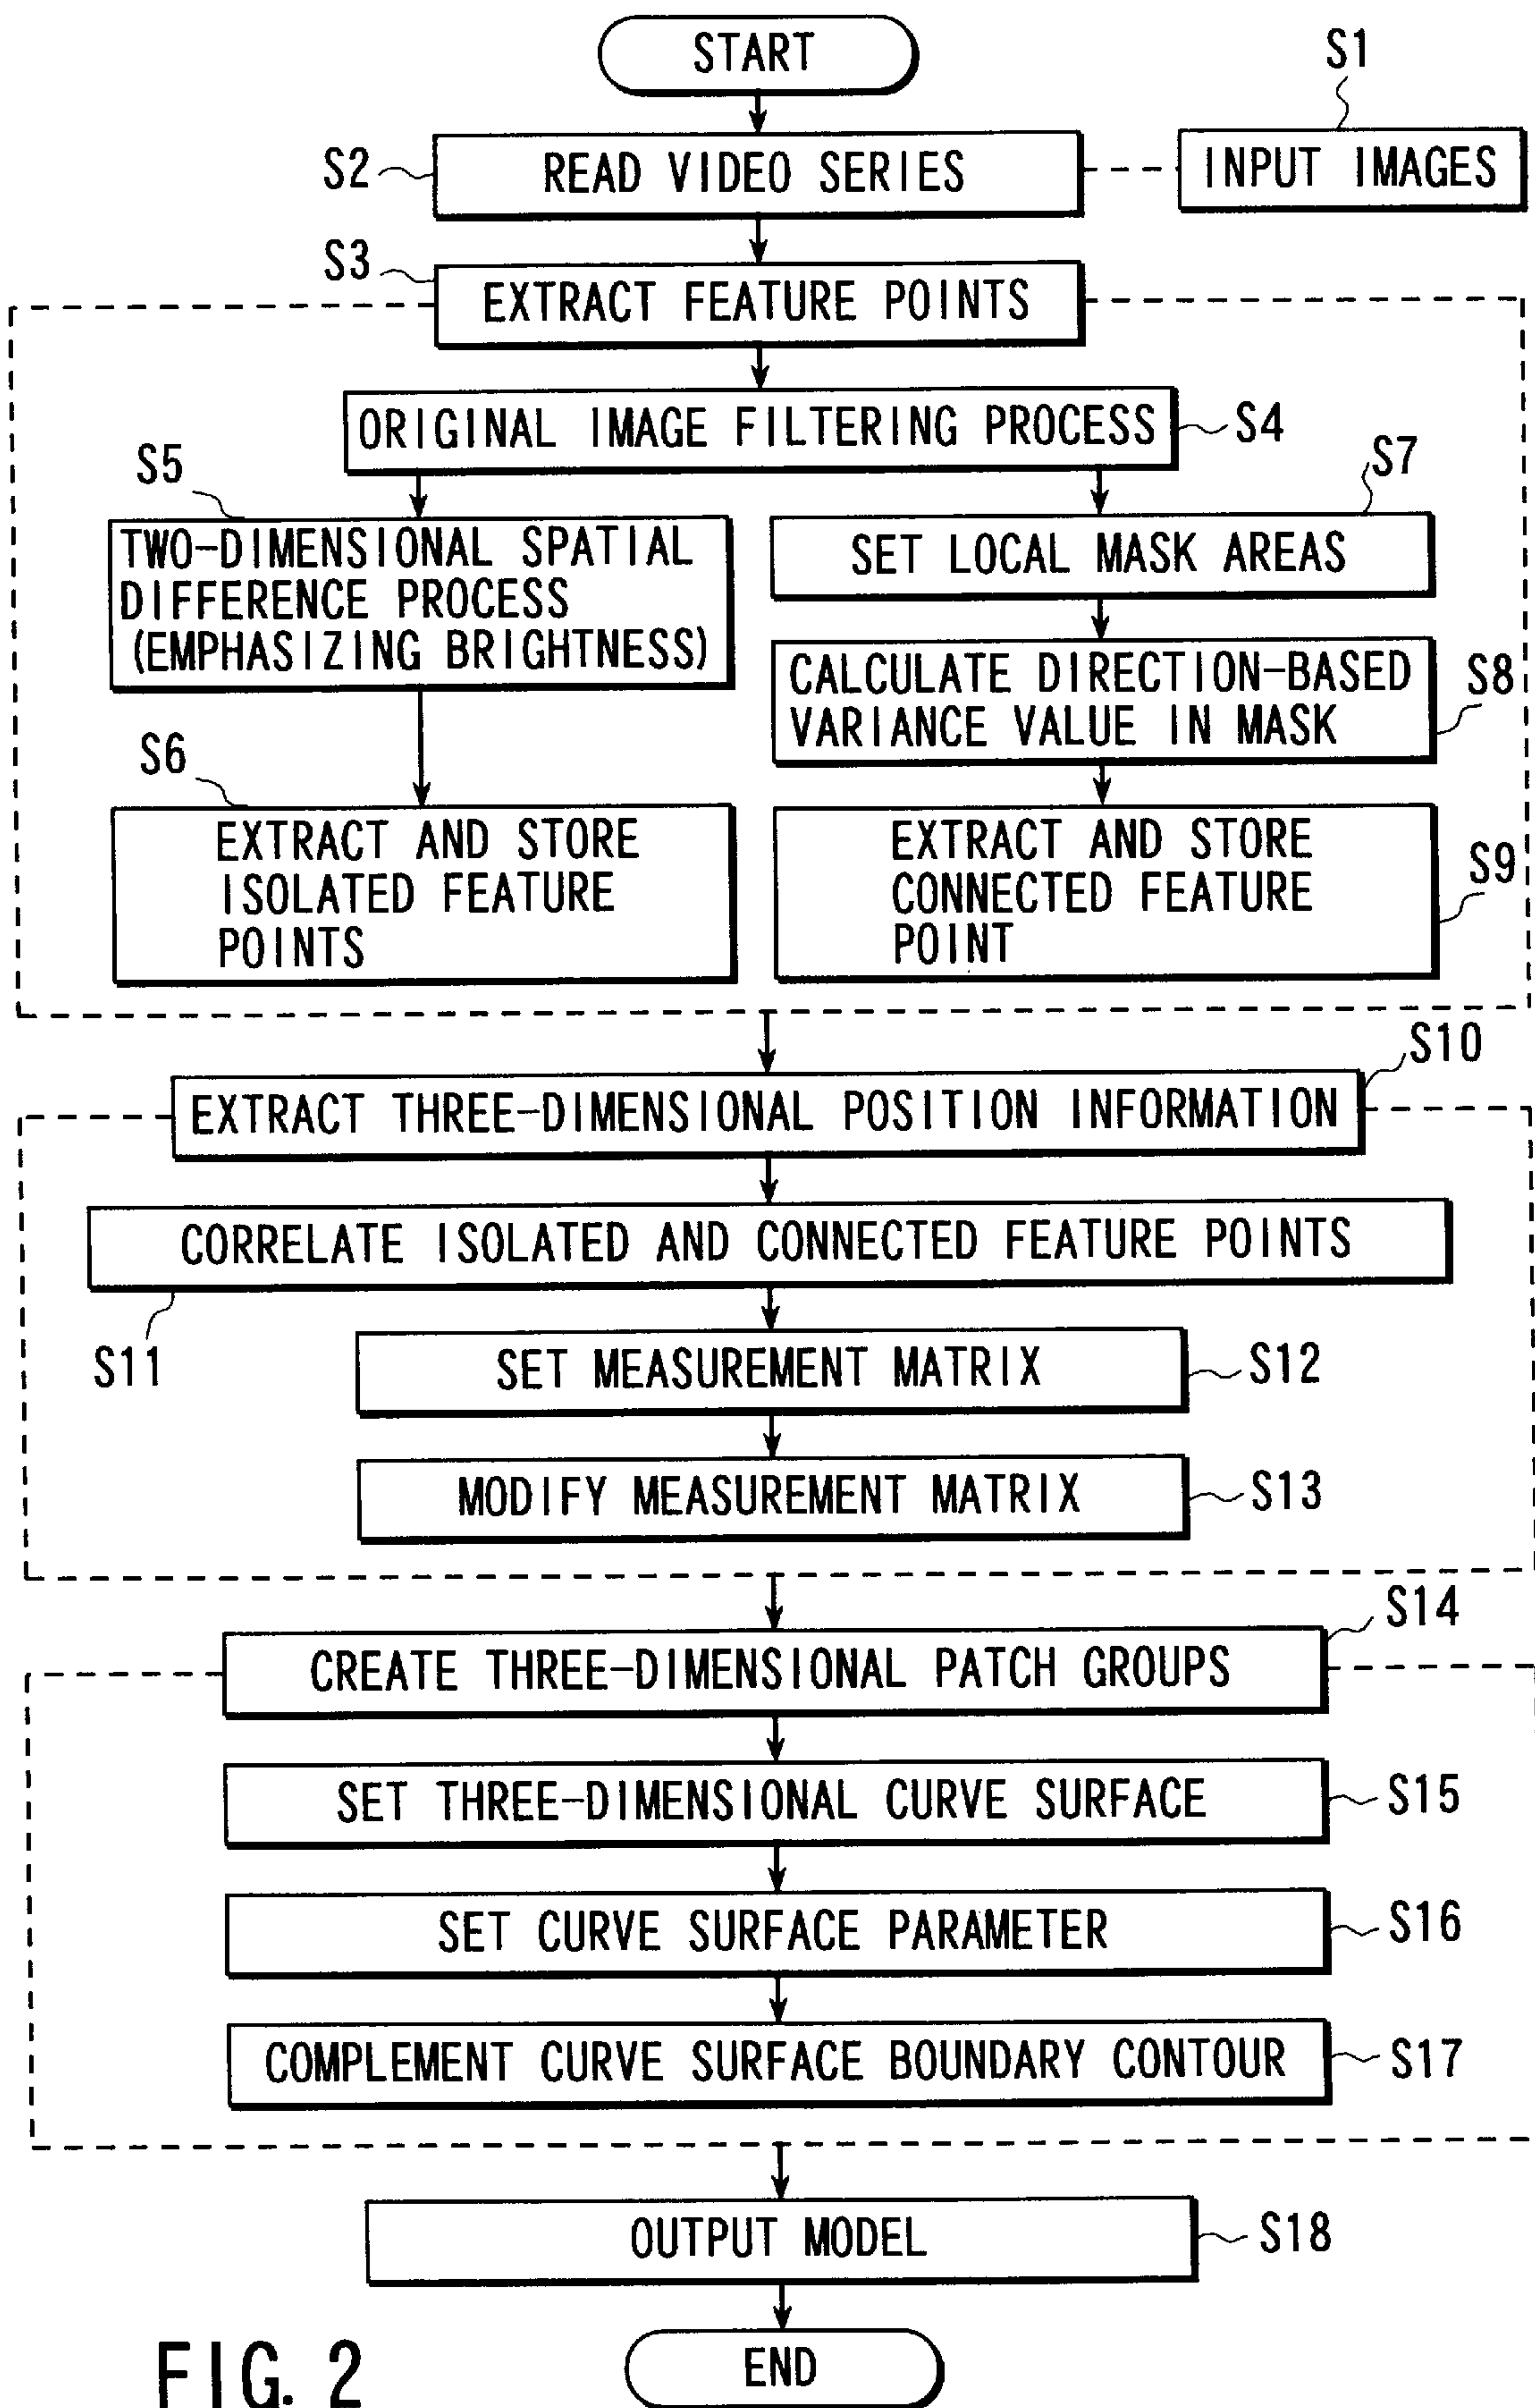 START
S1
S2
READ VIDEO SERIES
INPUT IMAGES
S3
EXTRACT FEATURE POINTS
ORIGINAL IMAGE FILTERING PROCESS
S4
S5
S7
TWO-DIMENSIONAL SPATIAL
DIFFERENCE PROCESS
(EMPHASIZING BRIGHTNESS)
SET LOCAL MASK AREAS
CALCULATE DIRECTION-BASED
VARIANCE VALUE IN MASK
S8
S6
EXTRACT AND STORE
ISOLATED FEATURE
POINTS
EXTRACT AND STORE
CONNECTED FEATURE
POINT
S9
S10
EXTRACT THREE-DIMENSIONAL POSITION INFORMATION
CORRELATE ISOLATED AND CONNECTED FEATURE POINTS
S11
SET MEASUREMENT MATRIX
S12
MODIFY MEASUREMENT MATRIX
S13
S14
CREATE THREE-DIMENSIONAL PATCH GROUPS
SET THREE-DIMENSIONAL CURVE SURFACE
S15
SET CURVE SURFACE PARAMETER
S16
COMPLEMENT CURVE SURFACE BOUNDARY CONTOUR
S17
OUTPUT MODEL
S18
END
FIG. 2